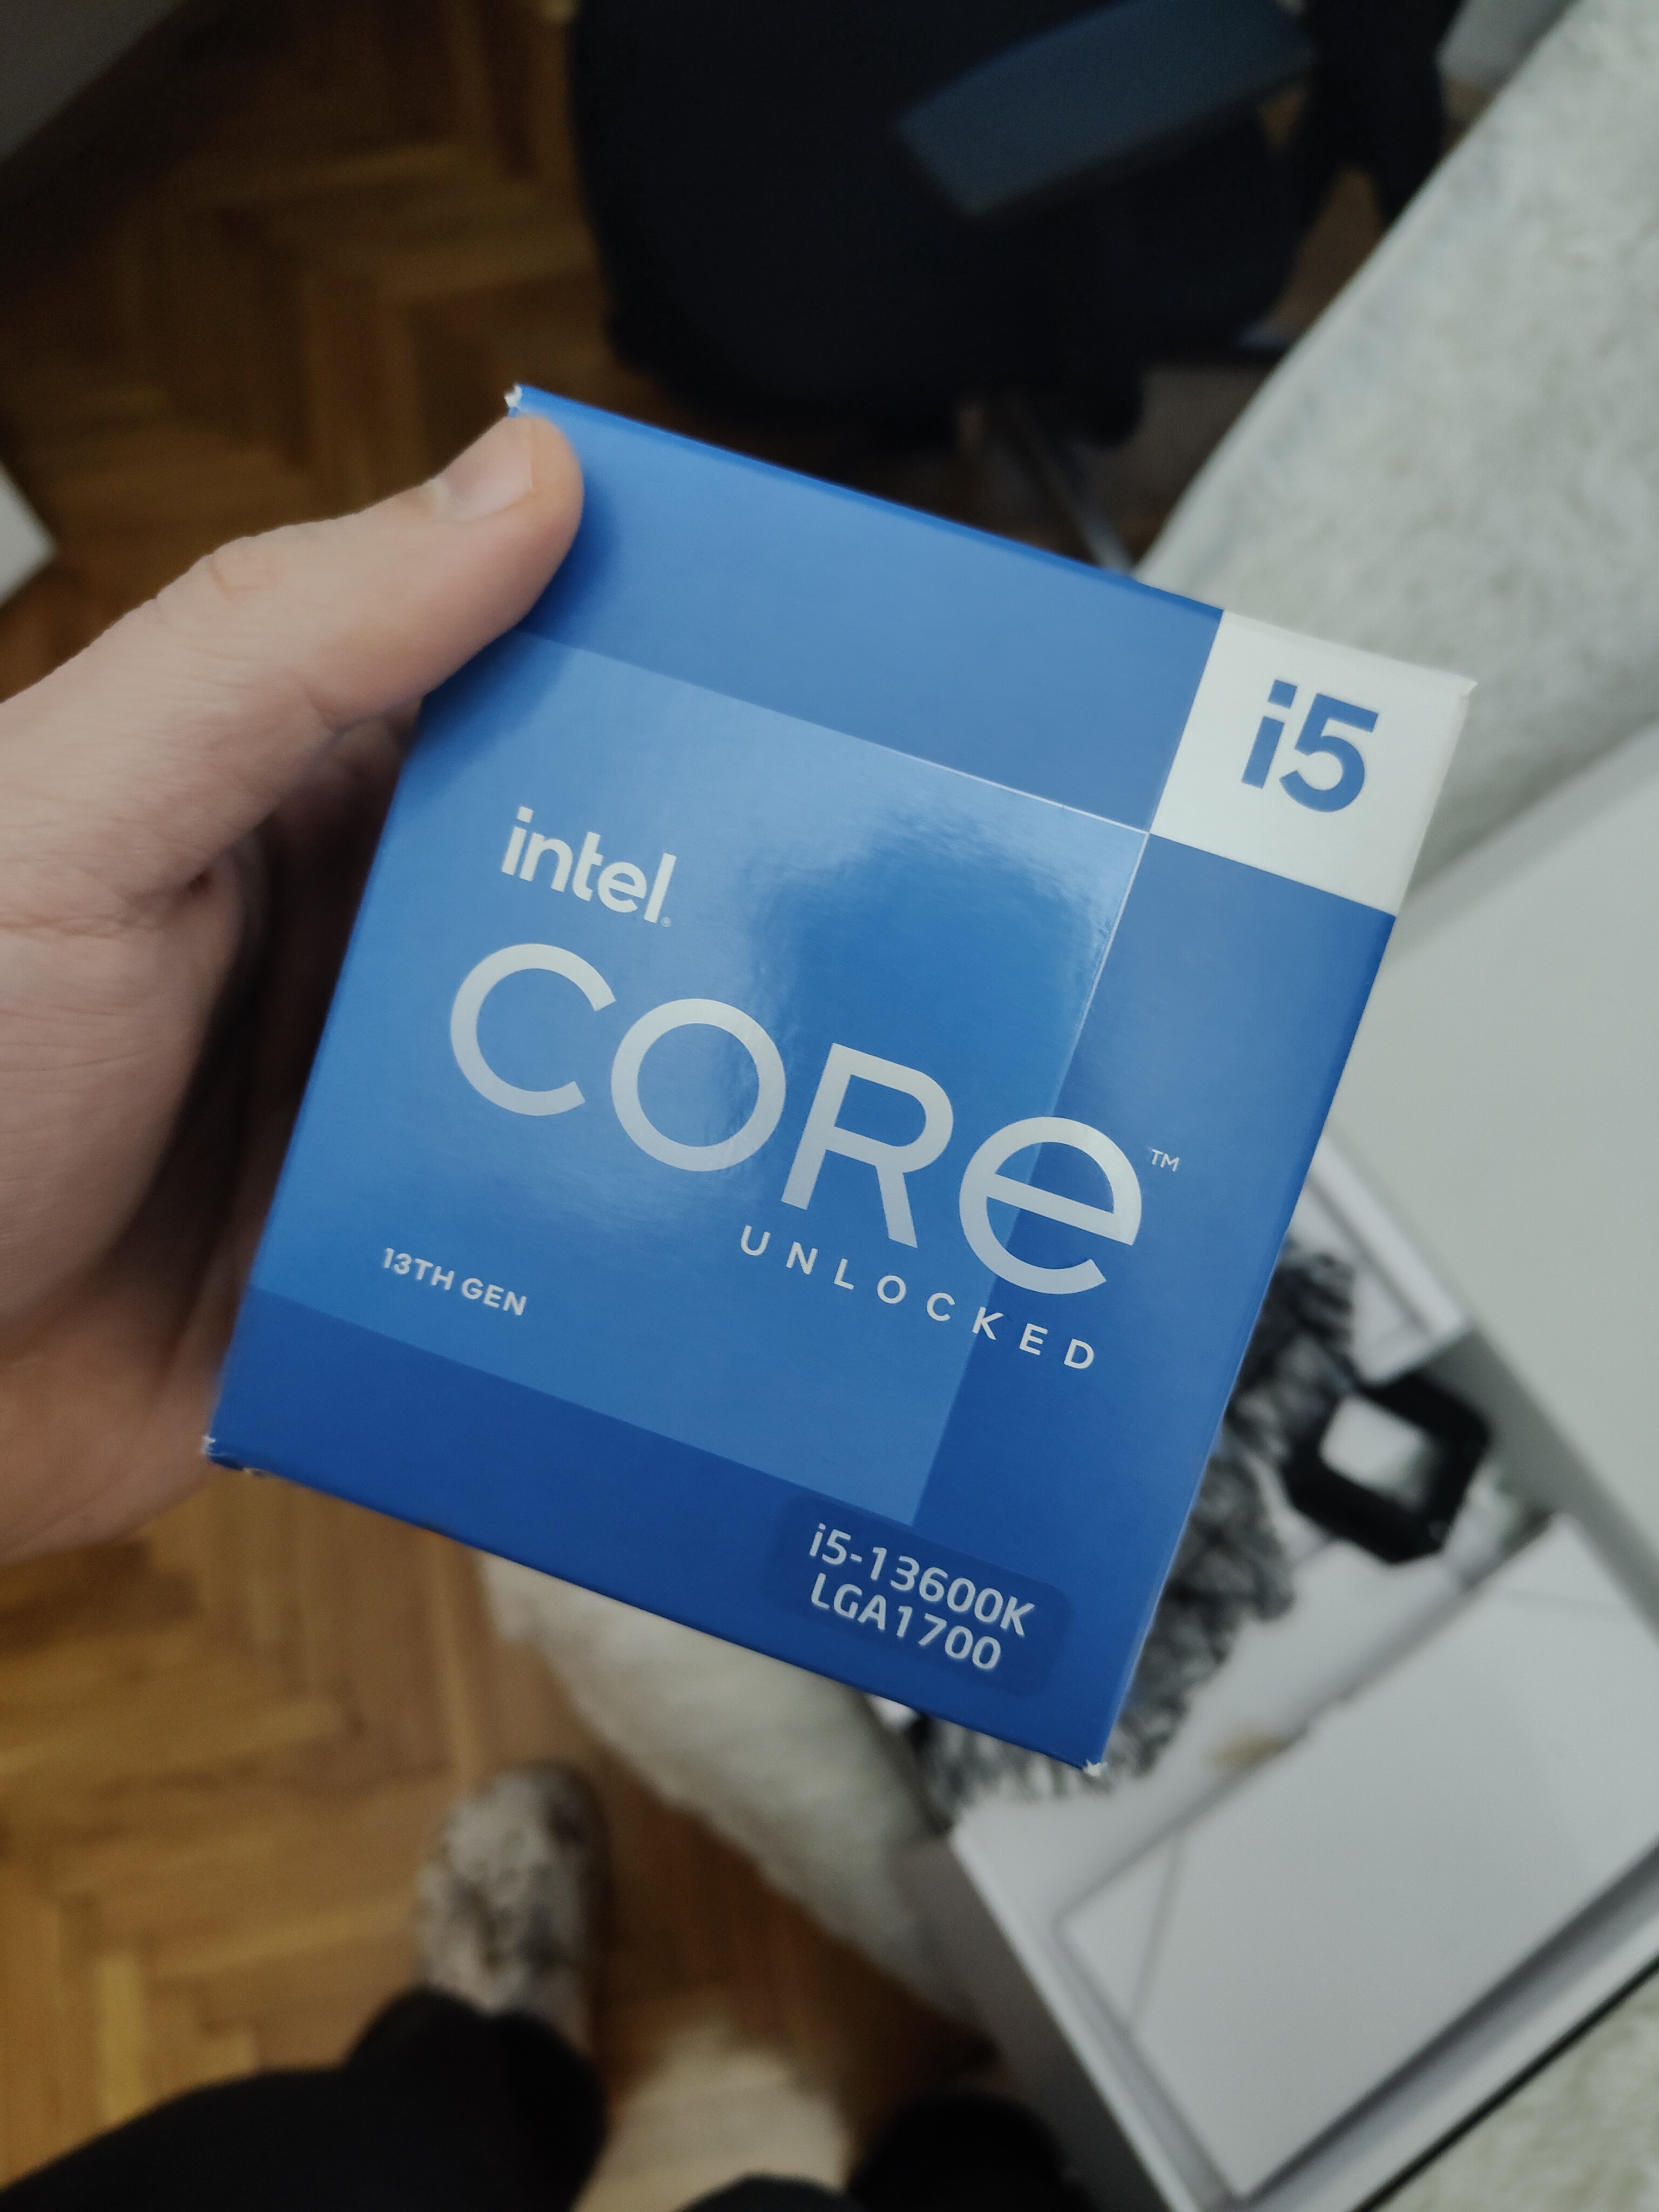 i5
intel®
CORe™
UNLOCKED
13TH GEN
i5-13600K
LGA1700